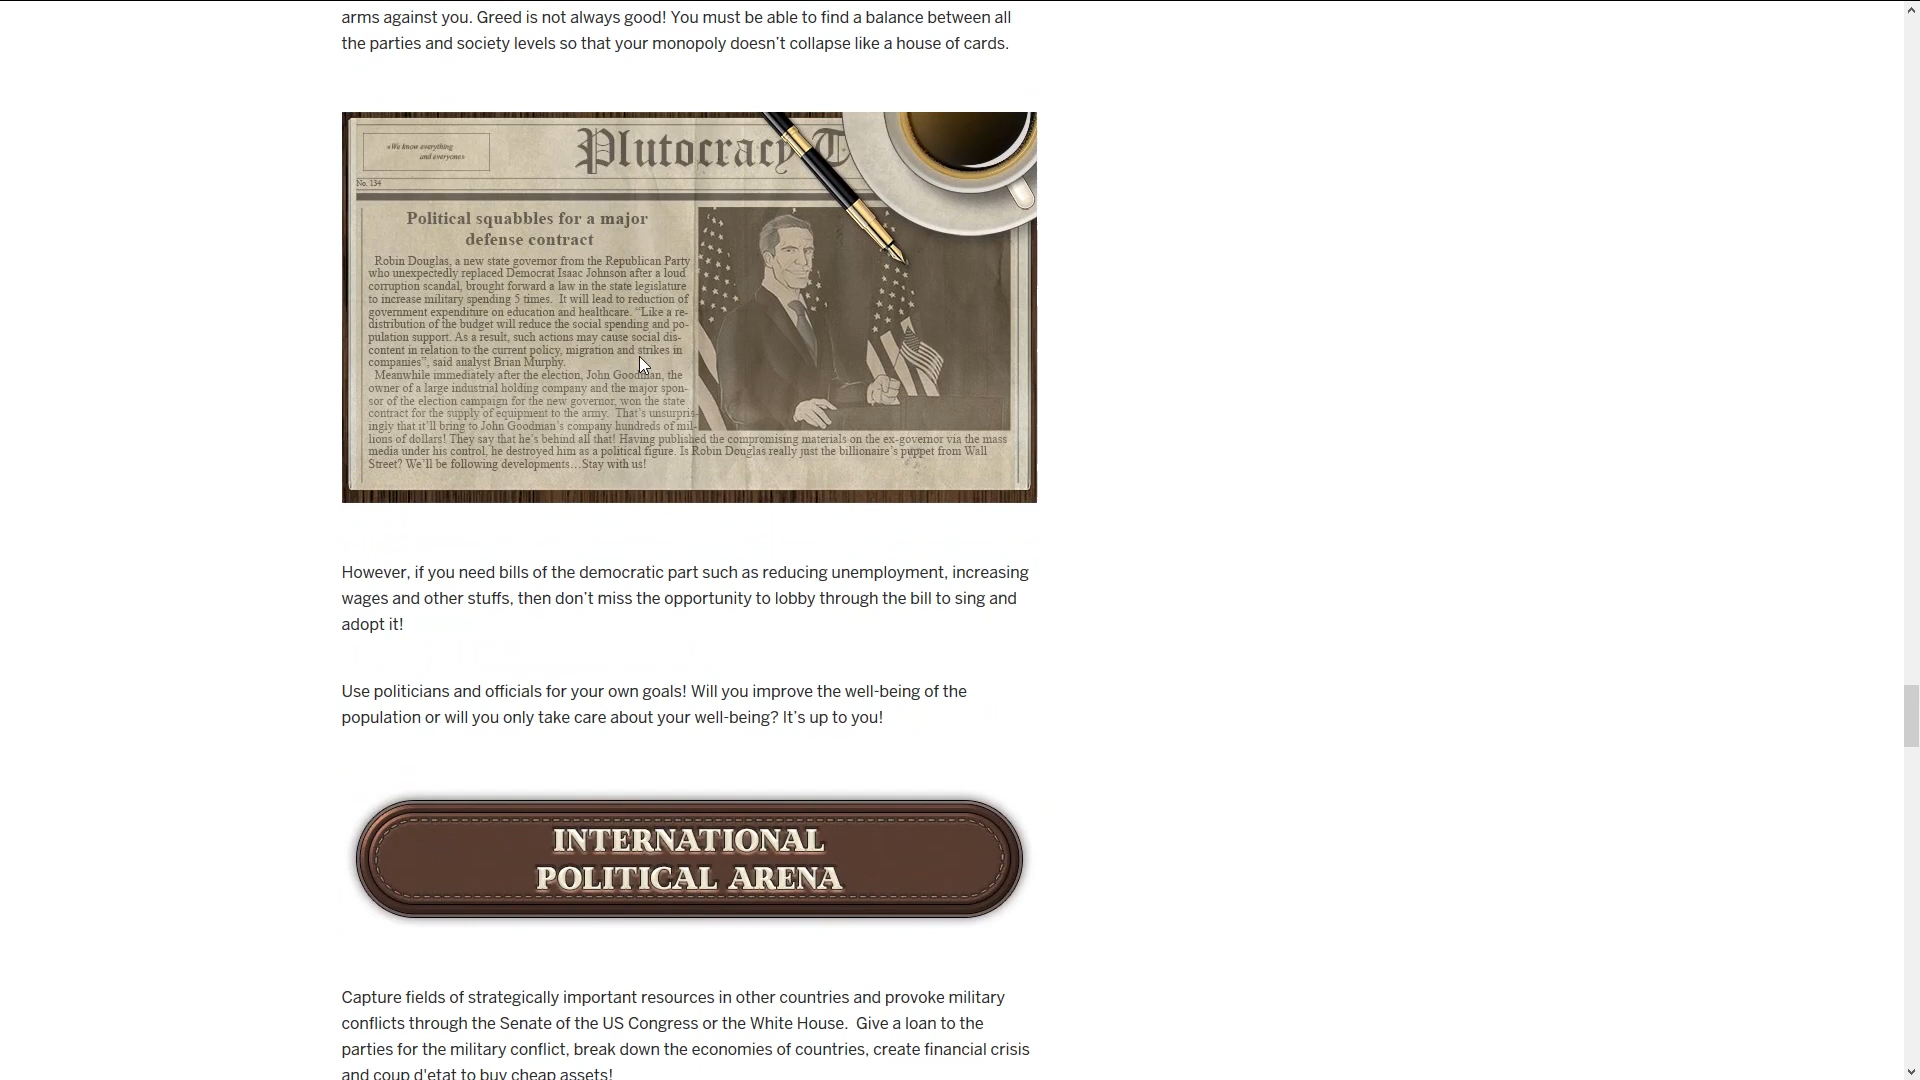 arms against you. Greed is not always good! You must be able to find a balance between all
the parties and society levels so that your monopoly doesn’t collapse like a house of cards.
«We know everything
and everyone»
Plutocracy T
No. 134
Political squabbles for a major
defense contract
Robin Douglas, a new state governor from the Republican Party
who unexpectedly replaced Democrat Isaac Johnson after a loud
corruption scandal, brought forward a law in the state legislature
to increase military spending 5 times. It will lead to reduction of
government expenditure on education and healthcare. “Like a re-
distribution of the budget will reduce the social spending and po-
pulation support. As a result, such actions may cause social dis-
content in relation to the current policy, migration and strikes in
companies”, said analyst Brian Murphy.
Meanwhile immediately after the election, John Goodman, the
owner of a large industrial holding company and the major spon-
sor of the election campaign for the new governor, won the state
contract for the supply of equipment to the army. That’s unsurpris-
ingly that it’ll bring to John Goodman’s company hundreds of mil-
lions of dollars! They say that he’s behind all that! Having published the compromising materials on the ex-governor via the mass
media under his control, he destroyed him as a political figure. Is Robin Douglas really just the billionaire’s puppet from Wall
Street? We’ll be following developments…Stay with us!
However, if you need bills of the democratic part such as reducing unemployment, increasing
wages and other stuffs, then don’t miss the opportunity to lobby through the bill to sing and
adopt it!
Use politicians and officials for your own goals! Will you improve the well-being of the
population or will you only take care about your well-being? It’s up to you!
INTERNATIONAL
POLITICAL ARENA
Capture fields of strategically important resources in other countries and provoke military
conflicts through the Senate of the US Congress or the White House.  Give a loan to the
parties for the military conflict, break down the economies of countries, create financial crisis
and coup d'etat to buy cheap assets!